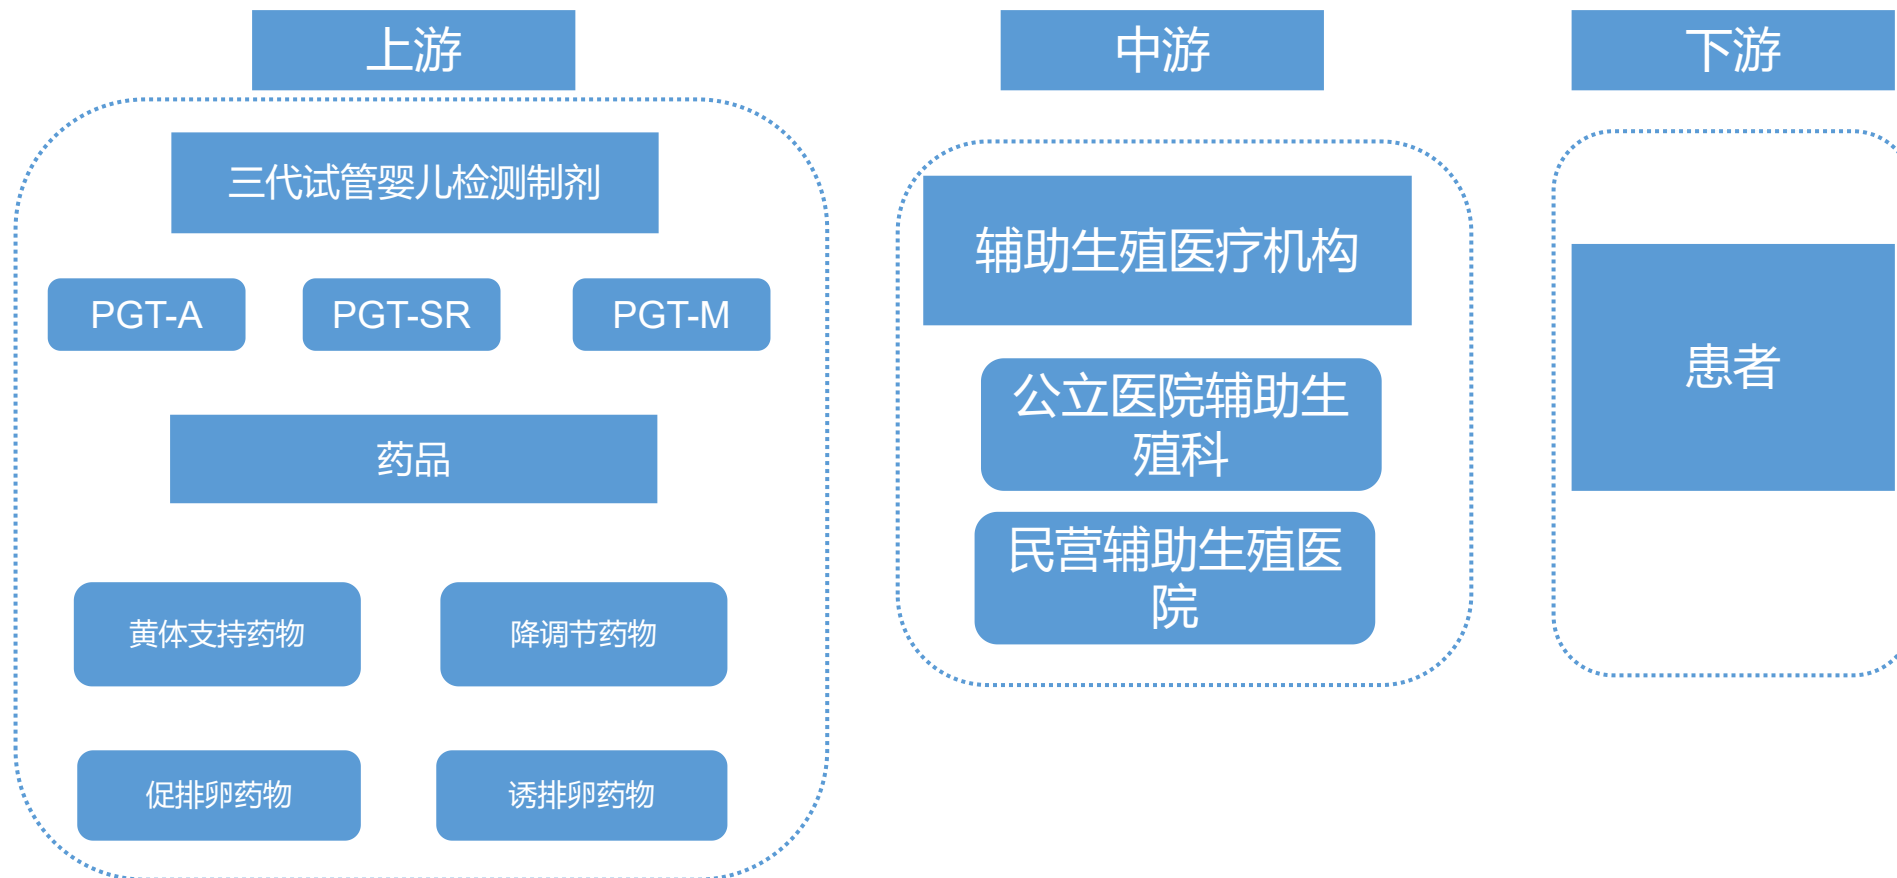 上游
三代试管婴儿检测制剂
PGT-A
PGT-SR
PGT-M
药品
黄体支持药物
降调节药物
促排卵药物
诱排卵药物
中游
辅助生殖医疗机构
公立医院辅助生
殖科
民营辅助生殖医
院
下游
患者